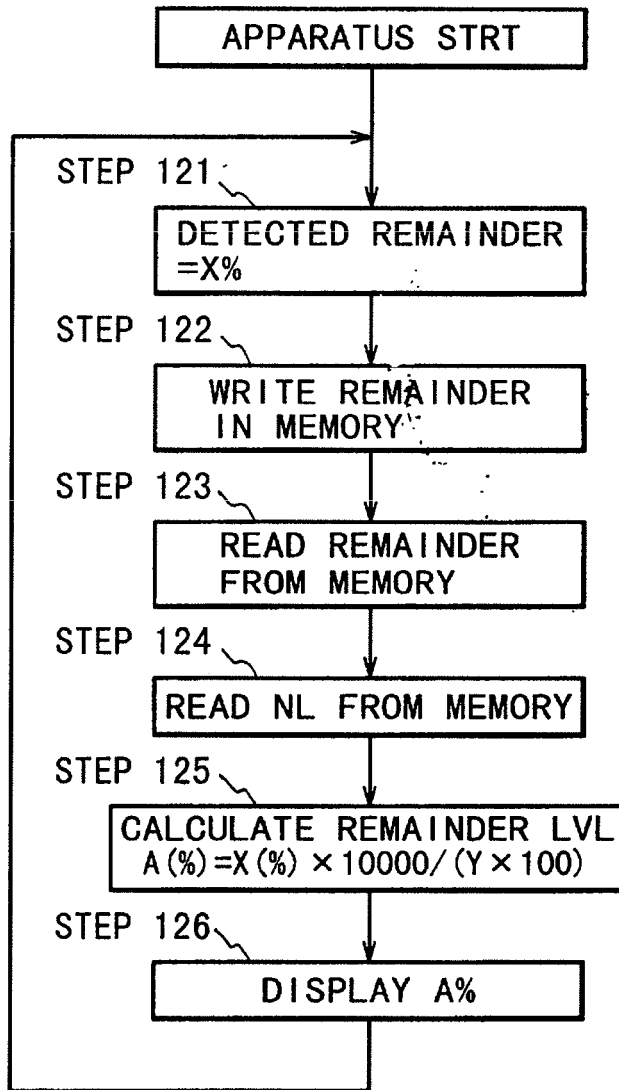 APPARATUS STRT
STEP 121
DETECTED REMAINDER
=X%
STEP 122
WRITE REMAINDER
IN MEMORY
STEP 123
READ REMAINDER
FROM MEMORY
STEP 124
READ NL FROM MEMORY
STEP 125
CALCULATE REMAINDER LVL
A(%)=X(%)×10000/(Y×100)
STEP 126
DISPLAY A%